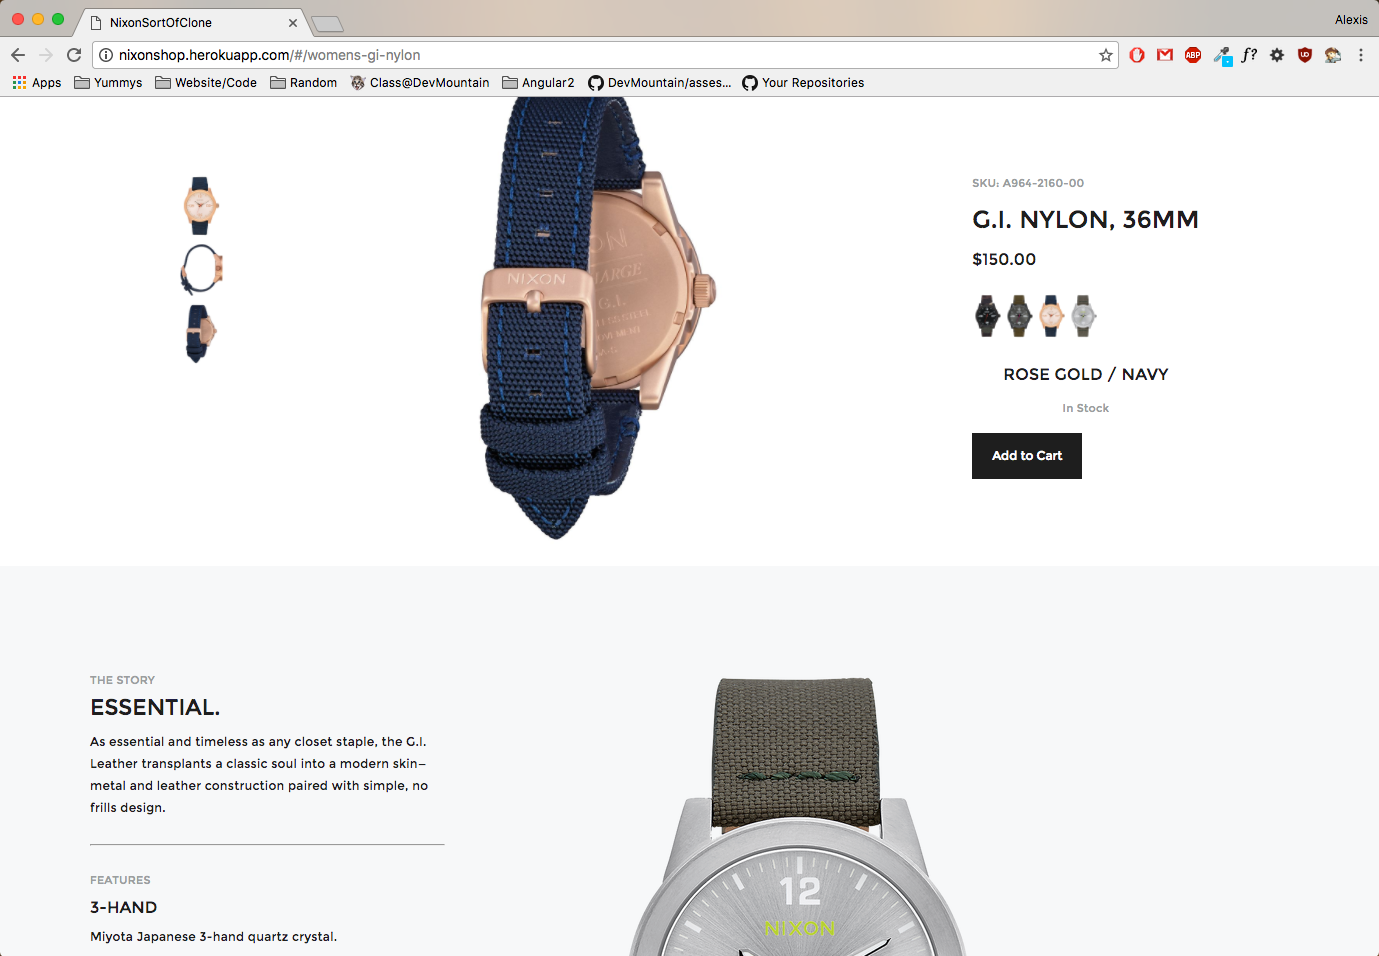 NixonSortOfClone
Alexis
nixonshop.herokuapp.com/#/womens-gi-nylon
ABP
f?
Apps
Yummys
Website/Code
Random
Class@DevMountain
Angular2
DevMountain/asses...
Your Repositories
NIXON
G.I.
SKU: A964-2160-00
G.I. NYLON, 36MM
$150.00
ROSE GOLD / NAVY
In Stock
Add to Cart
THE STORY
ESSENTIAL.
As essential and timeless as any closet staple, the G.I.
Leather transplants a classic soul into a modern skin—
metal and leather construction paired with simple, no
frills design.
FEATURES
3-HAND
Miyota Japanese 3-hand quartz crystal.
12
NIXON